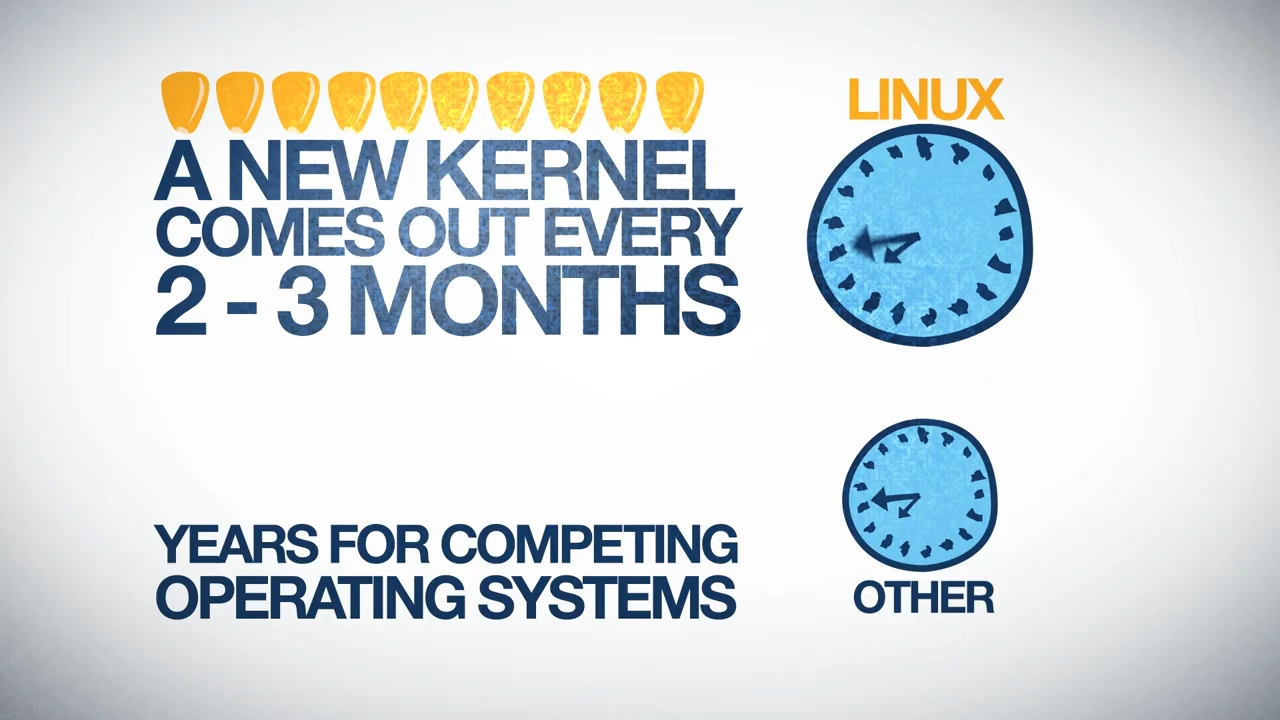 A NEW KERNEL
COMES OUT EVERY
2 - 3 MONTHS
LINUX
YEARS FOR COMPETING
OPERATING SYSTEMS
OTHER